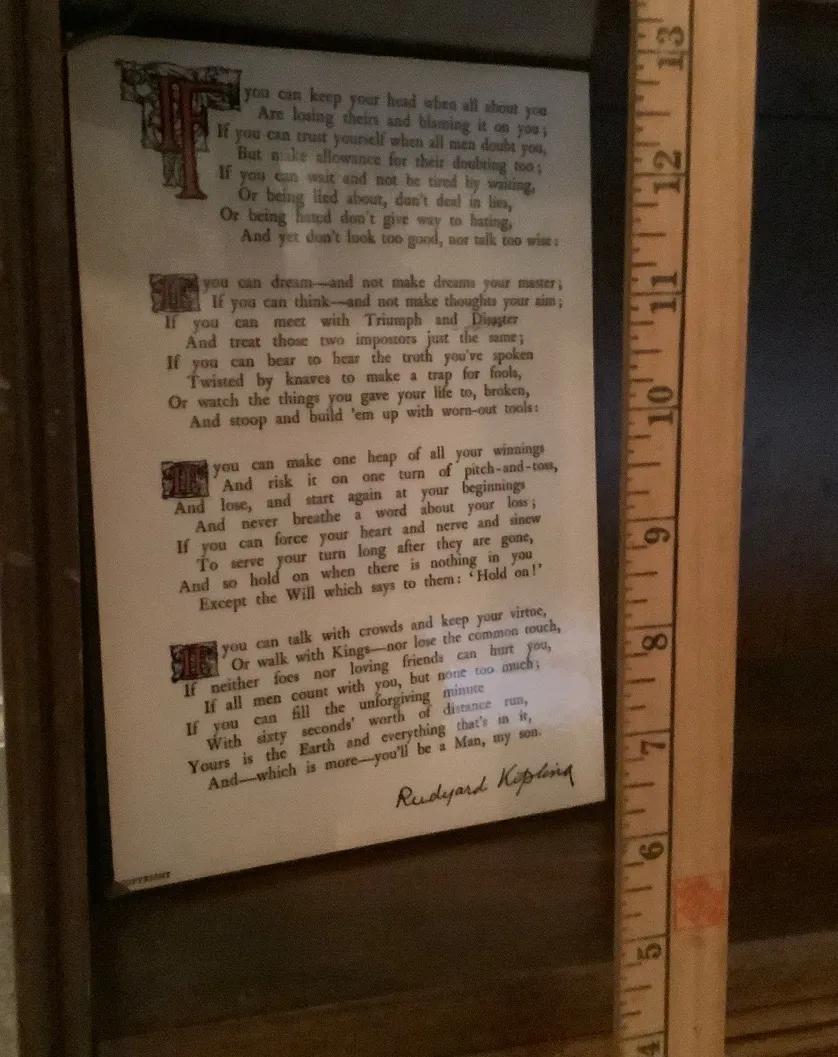 IF you can keep your head when all about you
Are losing theirs and blaming it on you;
If you can trust yourself when all men doubt you,
But make allowance for their doubting too;
If you can wait and not be tired by waiting,
Or being lied about, don't deal in lies,
Or being hated don't give way to hating,
And yet don't look too good, nor talk too wise:
If you can dream—and not make dreams your master;
If you can think—and not make thoughts your aim;
If you can meet with Triumph and Disaster
And treat those two impostors just the same;
If you can bear to hear the truth you've spoken
Twisted by knaves to make a trap for fools,
Or watch the things you gave your life to, broken,
And stoop and build 'em up with worn-out tools:
If you can make one heap of all your winnings
And risk it on one turn of pitch-and-toss,
And lose, and start again at your beginnings
And never breathe a word about your loss;
If you can force your heart and nerve and sinew
To serve your turn long after they are gone,
And so hold on when there is nothing in you
Except the Will which says to them: 'Hold on!'
If you can talk with crowds and keep your virtue,
Or walk with Kings—nor lose the common touch,
If neither foes nor loving friends can hurt you,
If all men count with you, but none too much;
If you can fill the unforgiving minute
With sixty seconds' worth of distance run,
Yours is the Earth and everything that's in it,
And—which is more—you'll be a Man, my son.
Rudyard Kipling
COPYRIGHT
13
12
11
10
9
8
7
6
5
4